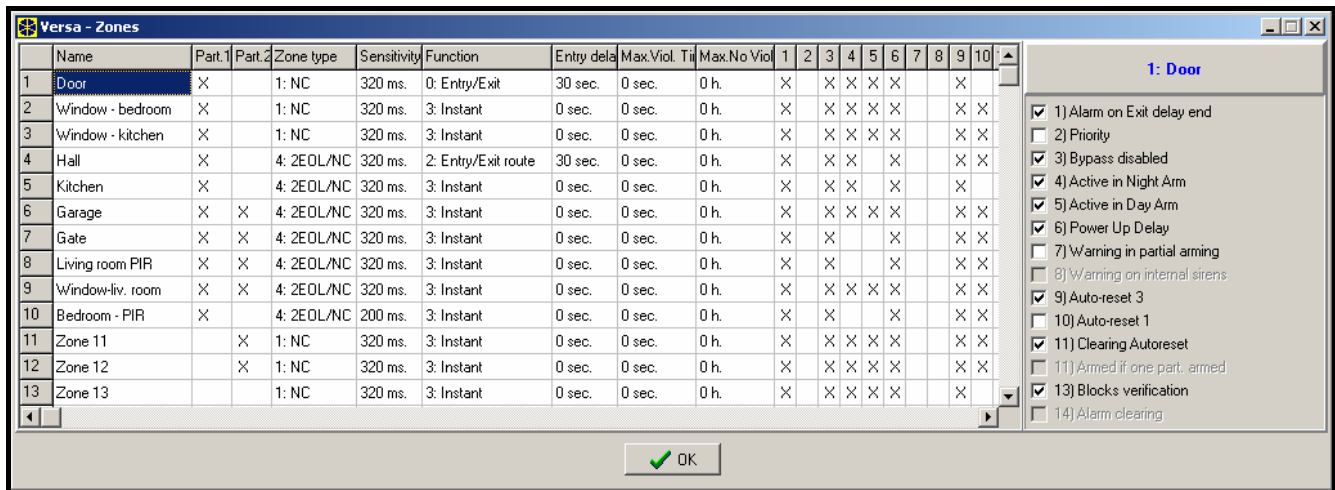 Versa - Zones
Name Part.1 Part.2 Zone type Sensitivity Function Entry dela Max.Viol. Ti Max.No Viol 1 2 3 4 5 6 7 8 9 10
1 Door X 1: NC 320 ms. 0: Entry/Exit 30 sec. 0 sec. 0 h. X X X X X X
2 Window - bedroom X 1: NC 320 ms. 3: Instant 0 sec. 0 sec. 0 h. X X X X X X X
3 Window - kitchen X 1: NC 320 ms. 3: Instant 0 sec. 0 sec. 0 h. X X X X X X X
4 Hall X 4: 2EOL/NC 320 ms. 2: Entry/Exit route 30 sec. 0 sec. 0 h. X X X X X X
5 Kitchen X 4: 2EOL/NC 320 ms. 3: Instant 0 sec. 0 sec. 0 h. X X X X X
6 Garage X X 4: 2EOL/NC 320 ms. 3: Instant 0 sec. 0 sec. 0 h. X X X X X X X
7 Gate X X 4: 2EOL/NC 320 ms. 3: Instant 0 sec. 0 sec. 0 h. X X X X X
8 Living room PIR X X 4: 2EOL/NC 320 ms. 3: Instant 0 sec. 0 sec. 0 h. X X X X X
9 Window-liv. room X X 4: 2EOL/NC 320 ms. 3: Instant 0 sec. 0 sec. 0 h. X X X X X X X
10 Bedroom - PIR X 4: 2EOL/NC 200 ms. 3: Instant 0 sec. 0 sec. 0 h. X X X X X
11 Zone 11 X 1: NC 320 ms. 3: Instant 0 sec. 0 sec. 0 h. X X X X X X X
12 Zone 12 X 1: NC 320 ms. 3: Instant 0 sec. 0 sec. 0 h. X X X X X X X
13 Zone 13 1: NC 320 ms. 3: Instant 0 sec. 0 sec. 0 h. X X X X X X
1: Door
1) Alarm on Exit delay end
2) Priority
3) Bypass disabled
4) Active in Night Arm
5) Active in Day Arm
6) Power Up Delay
7) Warning in partial arming
8) Warning on internal sirens
9) Auto-reset 3
10) Auto-reset 1
11) Clearing Autoreset
11) Armed if one part. armed
13) Blocks verification
14) Alarm clearing
OK